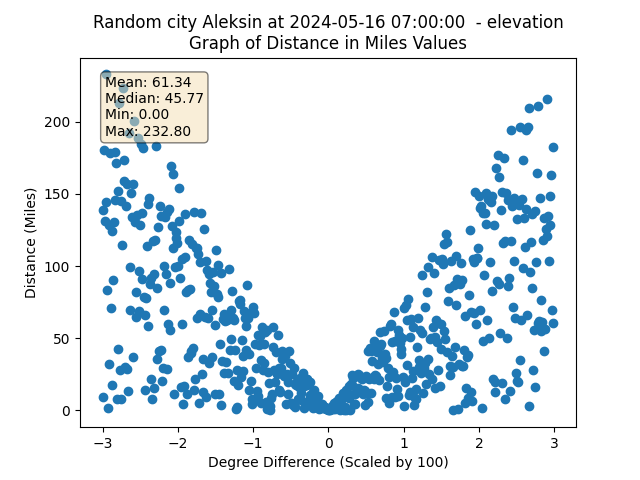 Random city Aleksin at 2024-05-16 07:00:00 - elevation
Graph of Distance in Miles Values
Mean: 61.34
Median: 45.77
Min: 0.00
Max: 232.80
Distance (Miles)
200
150
100
50
0
−3 −2 −1 0 1 2 3
Degree Difference (Scaled by 100)